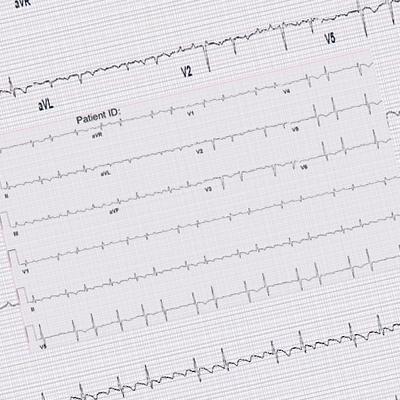 aVR
V5
V2
aVL
Patient ID:
aVR V1 V4
II aVL V2 V5
III aVF V3 V6
V1
II
V5